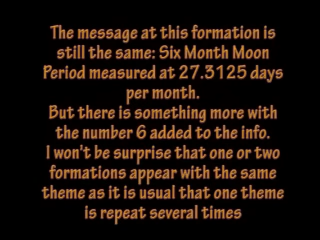 The message at this formation is
still the same: Six Month Moon
Period measured at 27.3125 days
per month.
But there is something more with
the number 6 added to the info.
I won't be surprise that one or two
formations appear with the same
theme as it is usual that one theme
is repeat several times